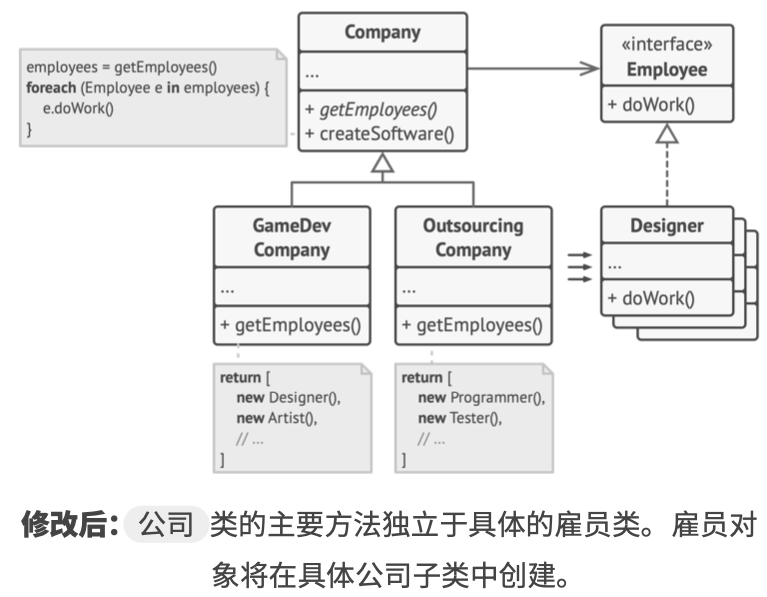 Company
...
+ getEmployees()
+ createSoftware()
employees = getEmployees()
foreach (Employee e in employees) {
e.doWork()
}
«interface»
Employee
+ doWork()
GameDev
Company
...
+ getEmployees()
Outsourcing
Company
...
+ getEmployees()
Designer
...
+ doWork()
return [
new Designer(),
new Artist(),
// ...
]
return [
new Programmer(),
new Tester(),
// ...
]
修改后: 公司 类的主要方法独立于具体的雇员类。雇员对
象将在具体公司子类中创建。